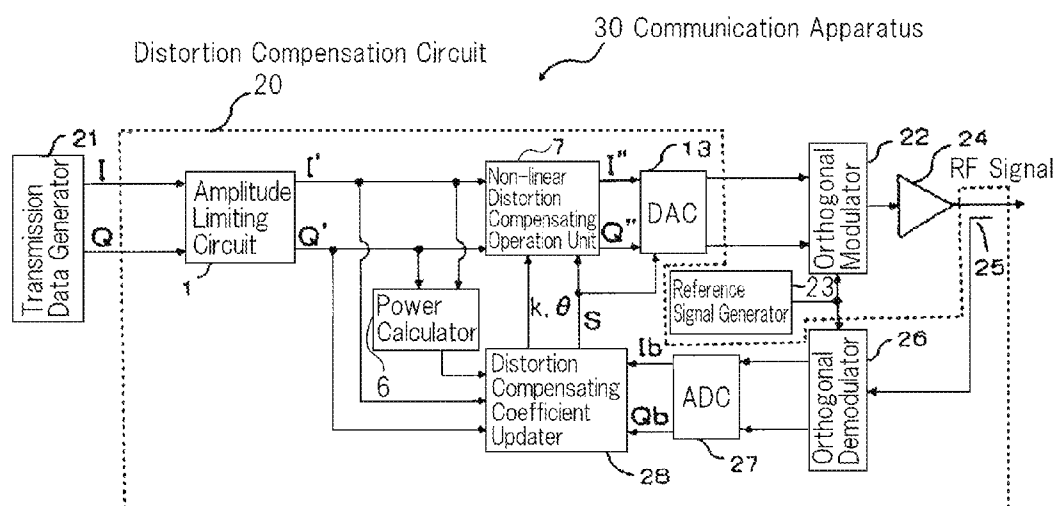 30 Communication Apparatus
Distortion Compensation Circuit
20
21
Transmission
Data Generator
I
Q
Amplitude
Limiting
Circuit
1
I'
Q'
7
Non-linear
Distortion
Compensating
Operation Unit
I"
Q"
13
DAC
22
Orthogonal
Modulator
24
RF Signal
25
Power
Calculator
6
k, θ
S
Reference
Signal Generator
23
Distortion
Compensating
Coefficient
Updater
28
Ib
Qb
ADC
27
Orthogonal
Demodulator
26